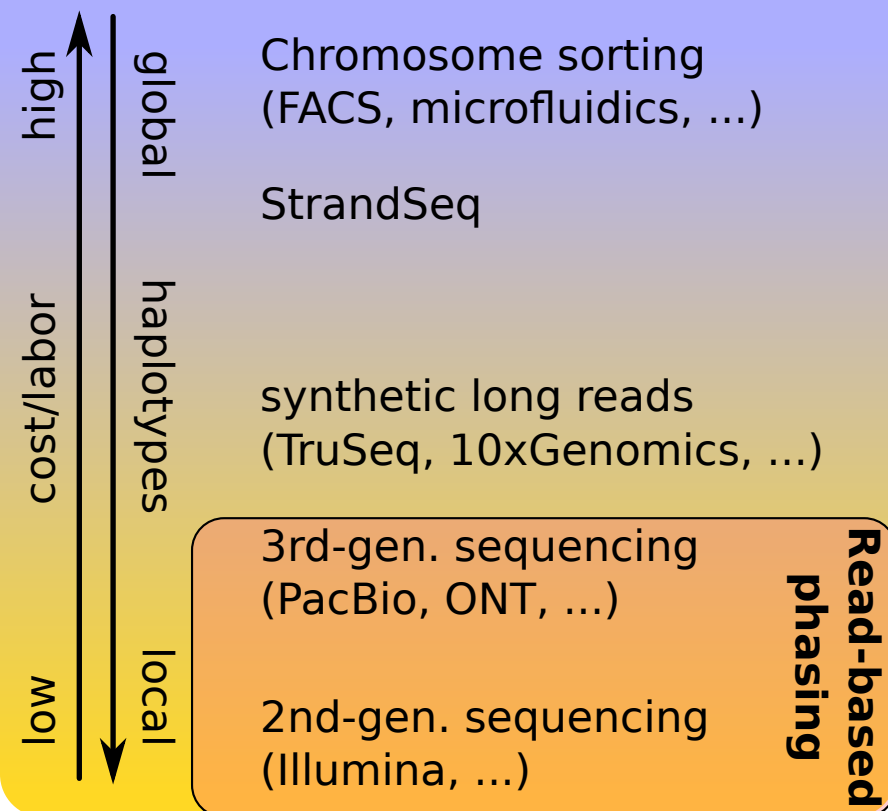 high
cost/labor
low
global
haplotypes
local
Chromosome sorting
(FACS, microfluidics, ...)
StrandSeq
synthetic long reads
(TruSeq, 10xGenomics, ...)
3rd-gen. sequencing
(PacBio, ONT, ...)
2nd-gen. sequencing
(Illumina, ...)
Read-based
phasing